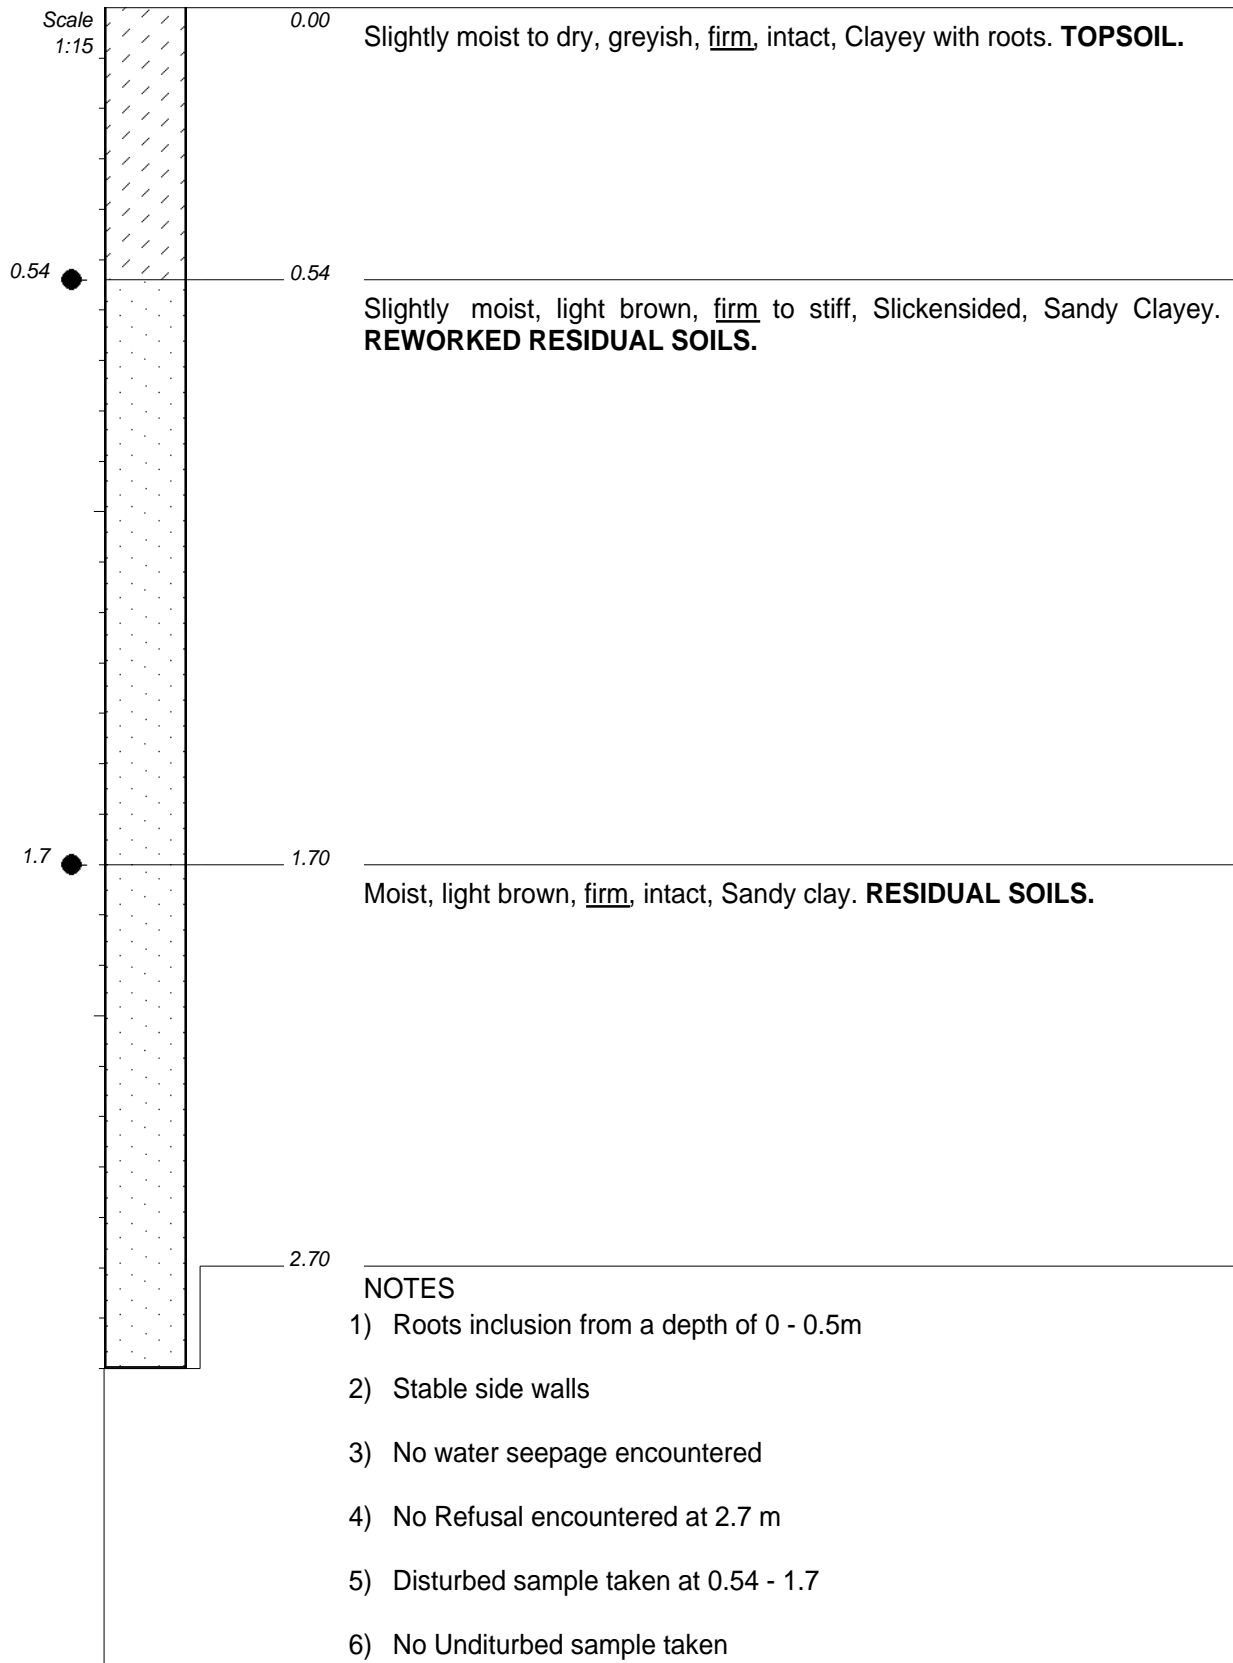 Scale
1:15
0.00
Slightly moist to dry, greyish, firm, intact, Clayey with roots. TOPSOIL.
0.54
0.54
Slightly moist, light brown, firm to stiff, Slickensided, Sandy Clayey.
REWORKED RESIDUAL SOILS.
1.7
1.70
Moist, light brown, firm, intact, Sandy clay. RESIDUAL SOILS.
2.70
NOTES
1) Roots inclusion from a depth of 0 - 0.5m
2) Stable side walls
3) No water seepage encountered
4) No Refusal encountered at 2.7 m
5) Disturbed sample taken at 0.54 - 1.7
6) No Unditurbed sample taken